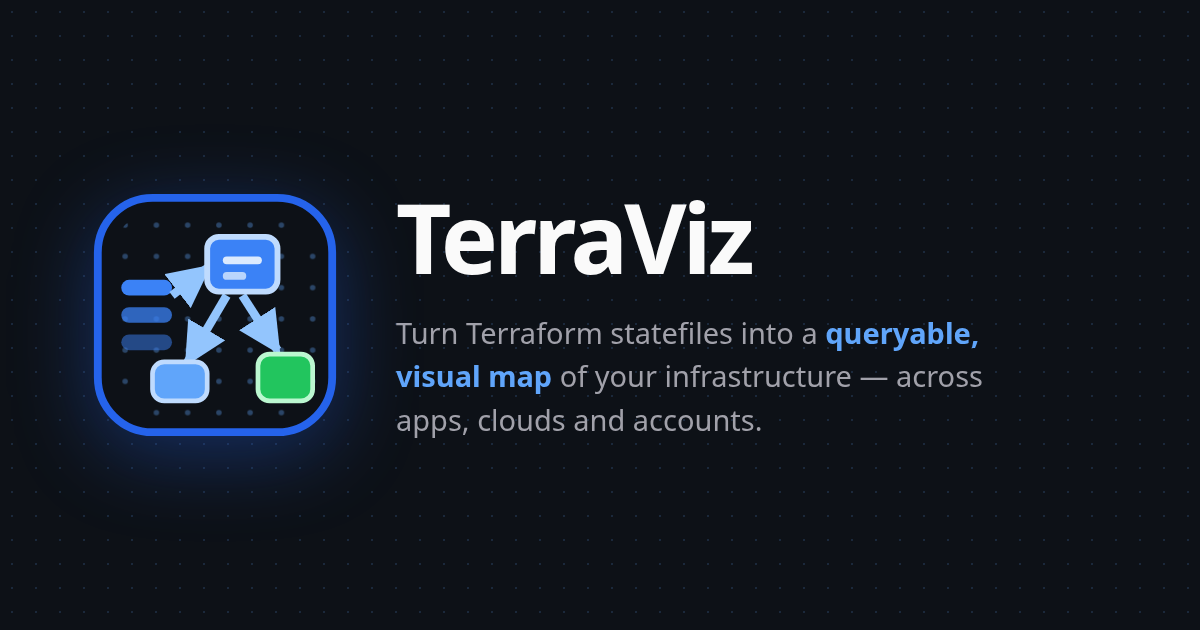 TerraViz
Turn Terraform statefiles into a queryable,
visual map of your infrastructure — across
apps, clouds and accounts.